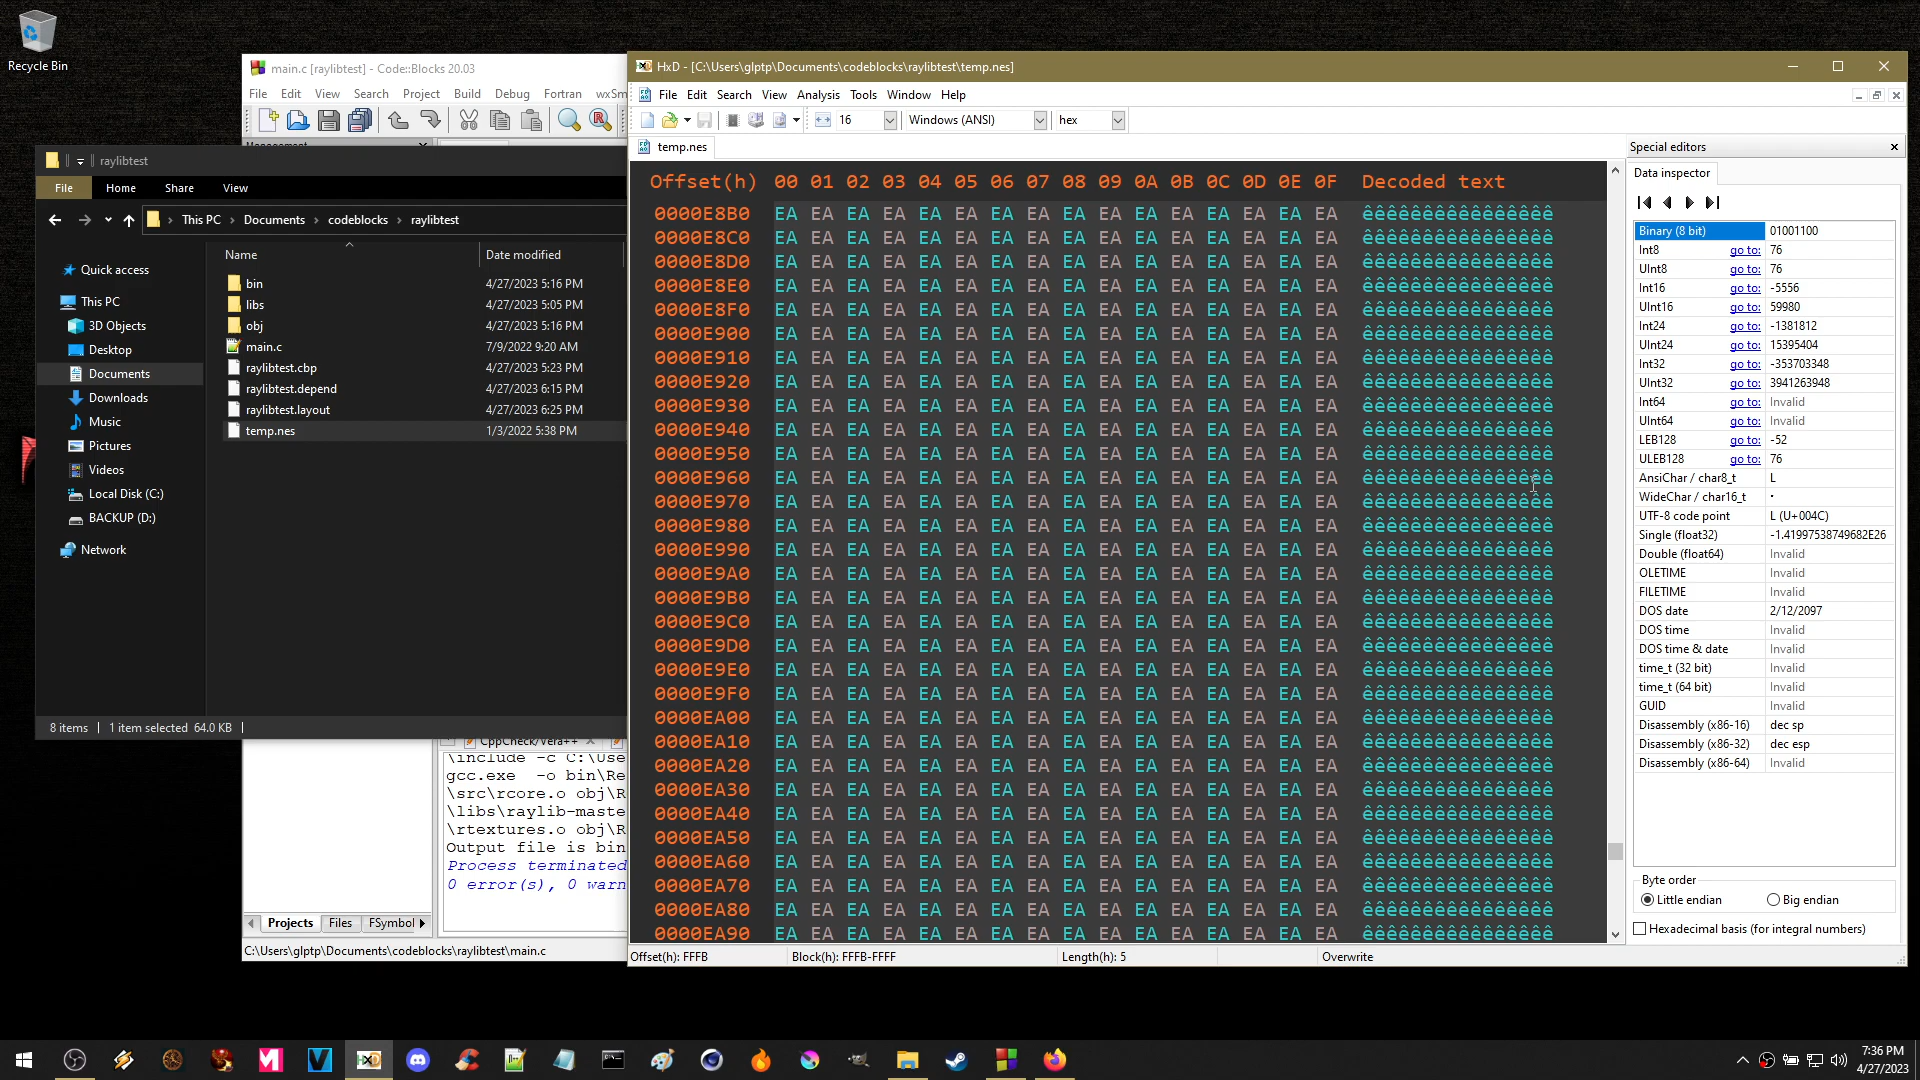 Recycle Bin
main.c [raylibtest] - Code::Blocks 20.03
File Edit View Search Project Build Debug Fortran wxSm
raylibtest
File Home Share View
This PC Documents codeblocks raylibtest
Name Date modified
Quick access
This PC
3D Objects
Desktop
Documents
Downloads
Music
Pictures
Videos
Local Disk (C:)
BACKUP (D:)
Network
bin 4/27/2023 5:16 PM
libs 4/27/2023 5:05 PM
obj 4/27/2023 5:16 PM
main.c 7/9/2022 9:20 AM
raylibtest.cbp 4/27/2023 5:23 PM
raylibtest.depend 4/27/2023 6:15 PM
raylibtest.layout 4/27/2023 6:25 PM
temp.nes 1/3/2022 5:38 PM
8 items 1 item selected 64.0 KB
CppCheck/Vera++
\include -c C:\Use
gcc.exe -o bin\Re
\src\rcore.o obj\R
\libs\raylib-maste
\rtextures.o obj\R
Output file is bin
Process terminated
0 error(s), 0 warn
Projects Files FSymbol
C:\Users\glptp\Documents\codeblocks\raylibtest\main.c
HxD - [C:\Users\glptp\Documents\codeblocks\raylibtest\temp.nes]
File Edit Search View Analysis Tools Window Help
16 Windows (ANSI) hex
temp.nes
Offset(h) 00 01 02 03 04 05 06 07 08 09 0A 0B 0C 0D 0E 0F Decoded text
0000E8B0 EA EA EA EA EA EA EA EA EA EA EA EA EA EA EA EA êêêêêêêêêêêêêêêê
0000E8C0 EA EA EA EA EA EA EA EA EA EA EA EA EA EA EA EA êêêêêêêêêêêêêêêê
0000E8D0 EA EA EA EA EA EA EA EA EA EA EA EA EA EA EA EA êêêêêêêêêêêêêêêê
0000E8E0 EA EA EA EA EA EA EA EA EA EA EA EA EA EA EA EA êêêêêêêêêêêêêêêê
0000E8F0 EA EA EA EA EA EA EA EA EA EA EA EA EA EA EA EA êêêêêêêêêêêêêêêê
0000E900 EA EA EA EA EA EA EA EA EA EA EA EA EA EA EA EA êêêêêêêêêêêêêêêê
0000E910 EA EA EA EA EA EA EA EA EA EA EA EA EA EA EA EA êêêêêêêêêêêêêêêê
0000E920 EA EA EA EA EA EA EA EA EA EA EA EA EA EA EA EA êêêêêêêêêêêêêêêê
0000E930 EA EA EA EA EA EA EA EA EA EA EA EA EA EA EA EA êêêêêêêêêêêêêêêê
0000E940 EA EA EA EA EA EA EA EA EA EA EA EA EA EA EA EA êêêêêêêêêêêêêêêê
0000E950 EA EA EA EA EA EA EA EA EA EA EA EA EA EA EA EA êêêêêêêêêêêêêêêê
0000E960 EA EA EA EA EA EA EA EA EA EA EA EA EA EA EA EA êêêêêêêêêêêêêêêê
0000E970 EA EA EA EA EA EA EA EA EA EA EA EA EA EA EA EA êêêêêêêêêêêêêêêê
0000E980 EA EA EA EA EA EA EA EA EA EA EA EA EA EA EA EA êêêêêêêêêêêêêêêê
0000E990 EA EA EA EA EA EA EA EA EA EA EA EA EA EA EA EA êêêêêêêêêêêêêêêê
0000E9A0 EA EA EA EA EA EA EA EA EA EA EA EA EA EA EA EA êêêêêêêêêêêêêêêê
0000E9B0 EA EA EA EA EA EA EA EA EA EA EA EA EA EA EA EA êêêêêêêêêêêêêêêê
0000E9C0 EA EA EA EA EA EA EA EA EA EA EA EA EA EA EA EA êêêêêêêêêêêêêêêê
0000E9D0 EA EA EA EA EA EA EA EA EA EA EA EA EA EA EA EA êêêêêêêêêêêêêêêê
0000E9E0 EA EA EA EA EA EA EA EA EA EA EA EA EA EA EA EA êêêêêêêêêêêêêêêê
0000E9F0 EA EA EA EA EA EA EA EA EA EA EA EA EA EA EA EA êêêêêêêêêêêêêêêê
0000EA00 EA EA EA EA EA EA EA EA EA EA EA EA EA EA EA EA êêêêêêêêêêêêêêêê
0000EA10 EA EA EA EA EA EA EA EA EA EA EA EA EA EA EA EA êêêêêêêêêêêêêêêê
0000EA20 EA EA EA EA EA EA EA EA EA EA EA EA EA EA EA EA êêêêêêêêêêêêêêêê
0000EA30 EA EA EA EA EA EA EA EA EA EA EA EA EA EA EA EA êêêêêêêêêêêêêêêê
0000EA40 EA EA EA EA EA EA EA EA EA EA EA EA EA EA EA EA êêêêêêêêêêêêêêêê
0000EA50 EA EA EA EA EA EA EA EA EA EA EA EA EA EA EA EA êêêêêêêêêêêêêêêê
0000EA60 EA EA EA EA EA EA EA EA EA EA EA EA EA EA EA EA êêêêêêêêêêêêêêêê
0000EA70 EA EA EA EA EA EA EA EA EA EA EA EA EA EA EA EA êêêêêêêêêêêêêêêê
0000EA80 EA EA EA EA EA EA EA EA EA EA EA EA EA EA EA EA êêêêêêêêêêêêêêêê
0000EA90 EA EA EA EA EA EA EA EA EA EA EA EA EA EA EA EA êêêêêêêêêêêêêêêê
Offset(h): FFFB Block(h): FFFB-FFFF Length(h): 5 Overwrite
Special editors
Data inspector
Binary (8 bit) 01001100
Int8 go to: 76
UInt8 go to: 76
Int16 go to: -5556
UInt16 go to: 59980
Int24 go to: -1381812
UInt24 go to: 15395404
Int32 go to: -353703348
UInt32 go to: 3941263948
Int64 go to: Invalid
UInt64 go to: Invalid
LEB128 go to: -52
ULEB128 go to: 76
AnsiChar / char8_t L
WideChar / char16_t
UTF-8 code point L (U+004C)
Single (float32) -1.41997538749682E26
Double (float64) Invalid
OLETIME Invalid
FILETIME Invalid
DOS date 2/12/2097
DOS time Invalid
DOS time & date Invalid
time_t (32 bit) Invalid
time_t (64 bit) Invalid
GUID Invalid
Disassembly (x86-16) dec sp
Disassembly (x86-32) dec esp
Disassembly (x86-64) Invalid
Byte order
Little endian Big endian
Hexadecimal basis (for integral numbers)
7:36 PM
4/27/2023